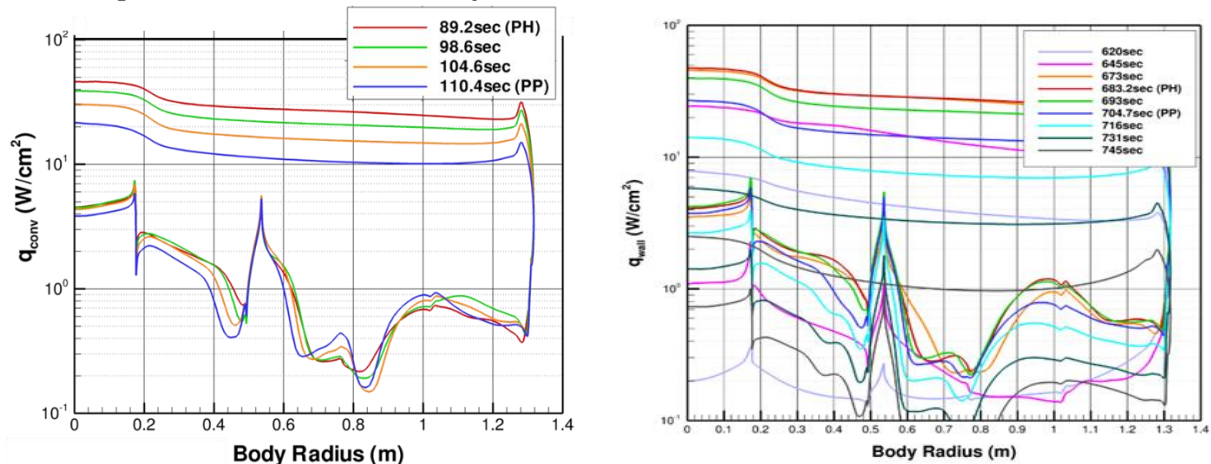 89.2sec (PH)
98.6sec
104.6sec
110.4sec (PP)
10²
10¹
10⁰
10⁻¹
q_conv (W/cm²)
0 0.2 0.4 0.6 0.8 1 1.2 1.4
Body Radius (m)
620sec
645sec
673sec
683.2sec (PH)
693sec
704.7sec (PP)
716sec
731sec
745sec
10²
10¹
10⁰
10⁻¹
q_wall (W/cm²)
0 0.1 0.2 0.3 0.4 0.5 0.6 0.7 0.8 0.9 1 1.1 1.2 1.3 1.4
Body Radius (m)